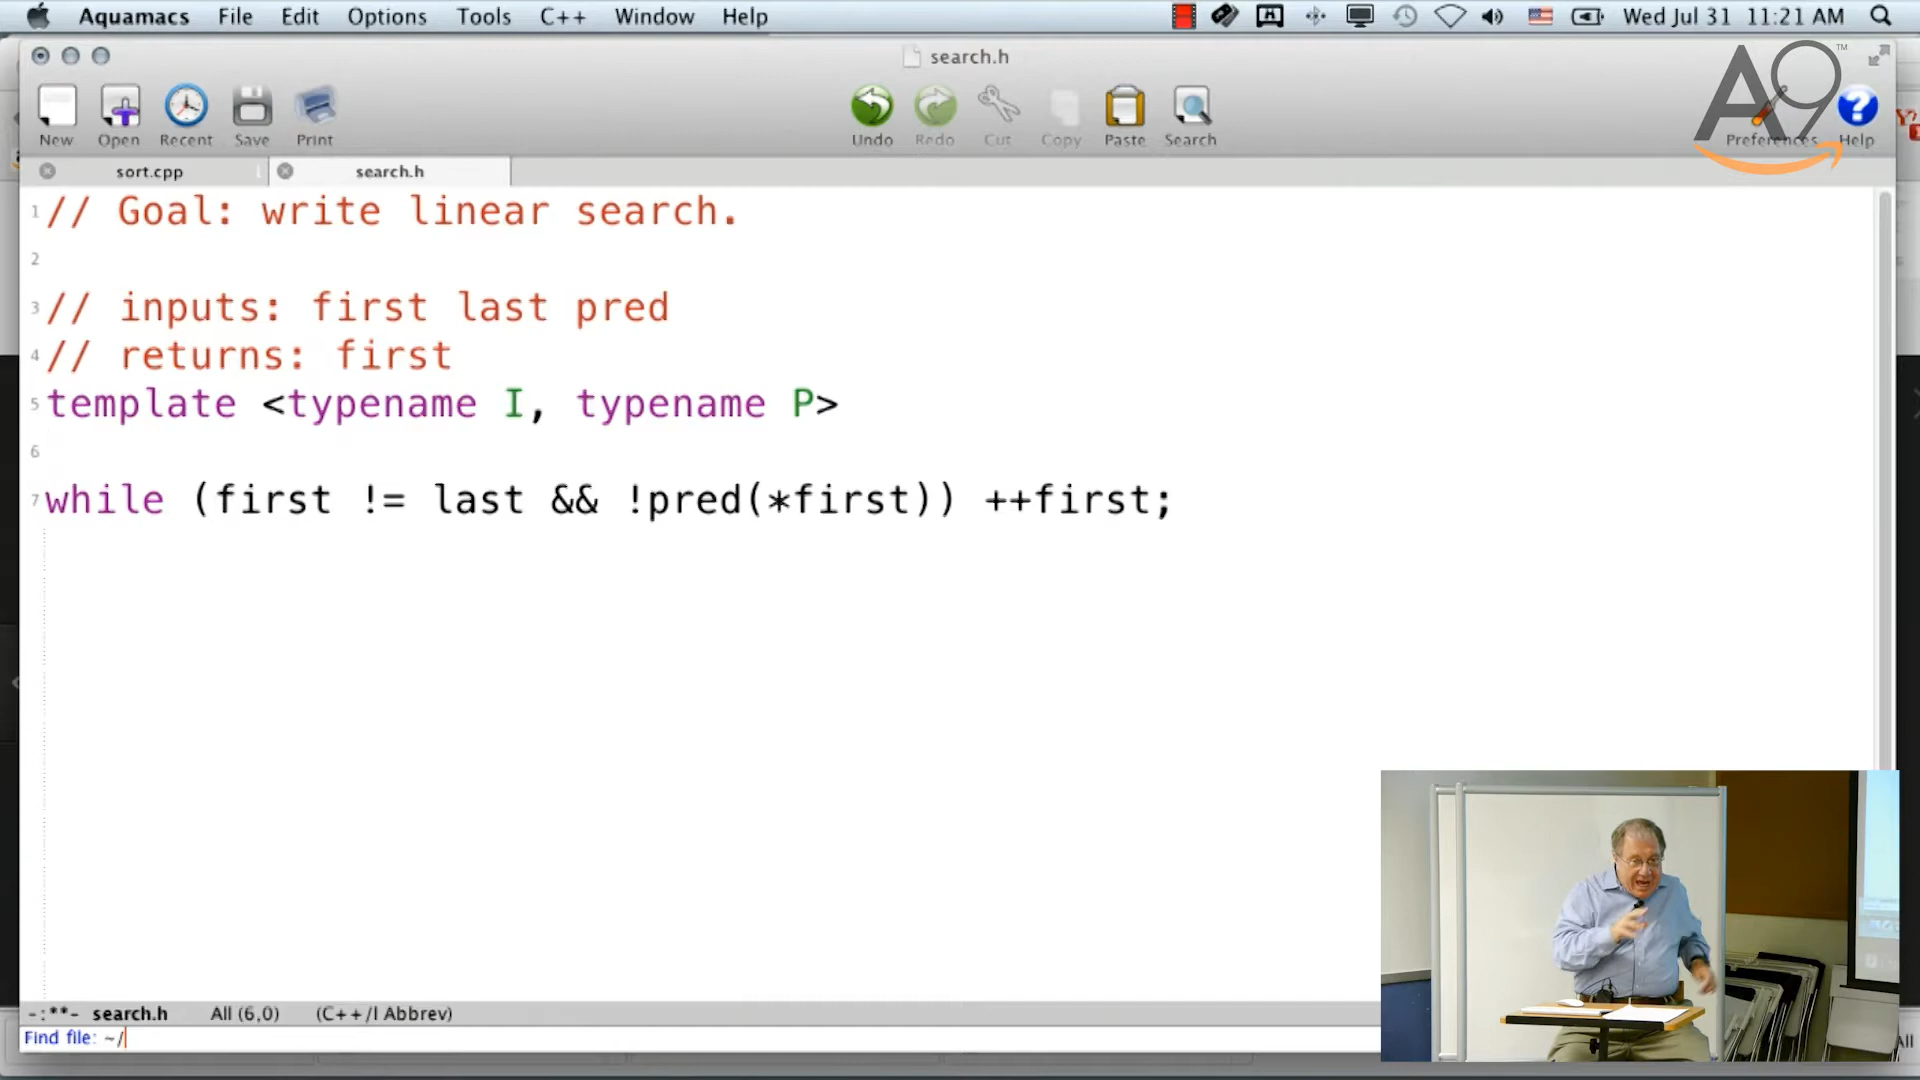 Aquamacs File Edit Options Tools C++ Window Help Wed Jul 31 11:21 AM
search.h
A9™
New Open Recent Save Print Undo Redo Cut Copy Paste Search Preferences Help
sort.cpp search.h
1 // Goal: write linear search.
2
3 // inputs: first last pred
4 // returns: first
5 template <typename I, typename P>
6
7 while (first != last && !pred(*first)) ++first;
-:**- search.h All (6,0) (C++/l Abbrev)
Find file: ~/
All